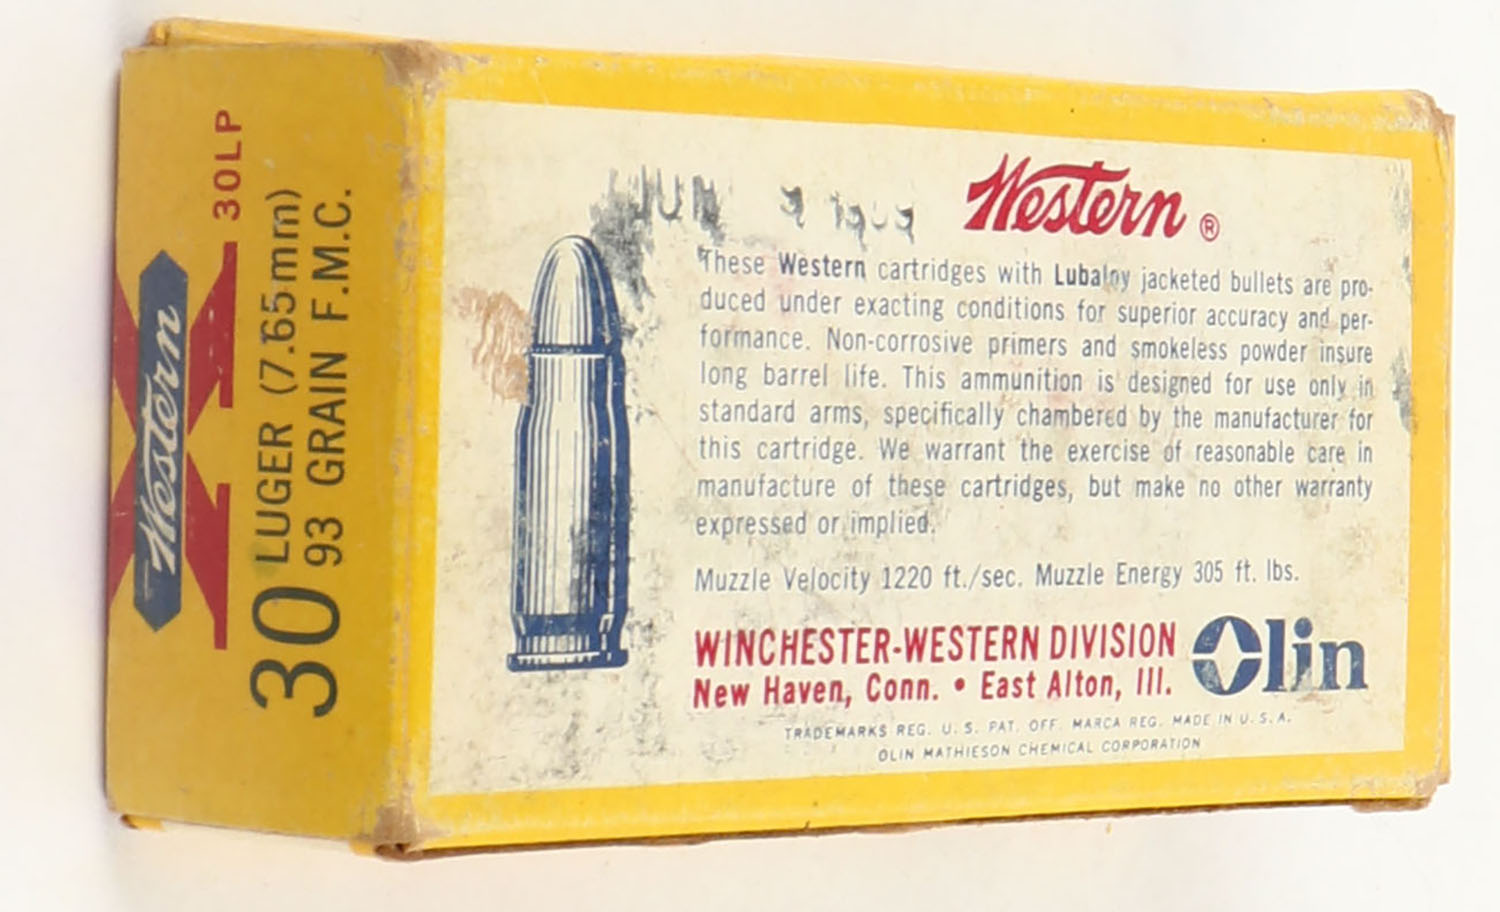 Western
30LP
30 LUGER (7.65mm)
93 GRAIN F.M.C.
JUN
Western ®
These Western cartridges with Lubaloy jacketed bullets are pro-
duced under exacting conditions for superior accuracy and per-
formance. Non-corrosive primers and smokeless powder insure
long barrel life. This ammunition is designed for use only in
standard arms, specifically chambered by the manufacturer for
this cartridge. We warrant the exercise of reasonable care in
manufacture of these cartridges, but make no other warranty
expressed or implied.
Muzzle Velocity 1220 ft./sec. Muzzle Energy 305 ft. lbs.
WINCHESTER-WESTERN DIVISION
New Haven, Conn. • East Alton, Ill.
Olin
TRADEMARKS REG. U. S. PAT. OFF. MARCA REG. MADE IN U. S. A.
OLIN MATHIESON CHEMICAL CORPORATION